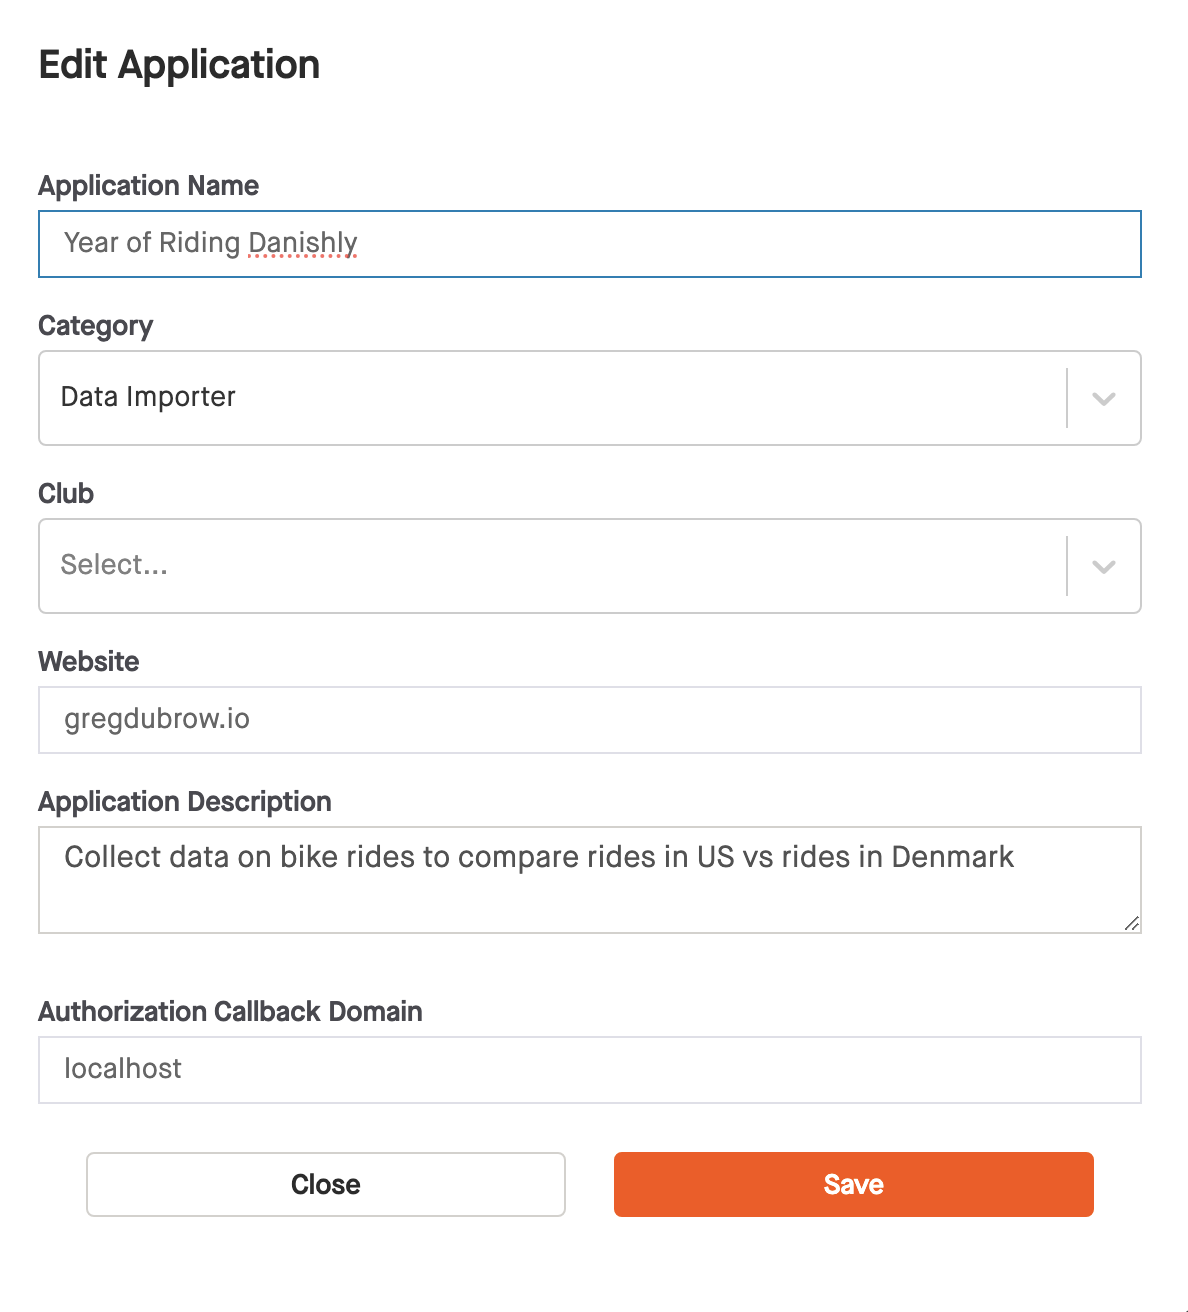 Edit Application
Application Name
Year of Riding Danishly
Category
Data Importer
Club
Select...
Website
gregdubrow.io
Application Description
Collect data on bike rides to compare rides in US vs rides in Denmark
Authorization Callback Domain
localhost
Close
Save